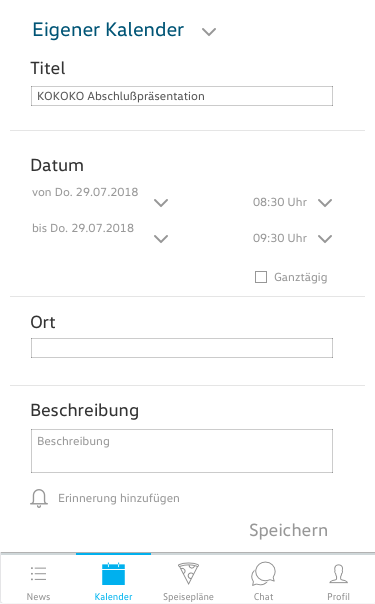 Eigener Kalender
Titel
KOKOKO Abschlußpräsentation
Datum
von Do. 29.07.2018
08:30 Uhr
bis Do. 29.07.2018
09:30 Uhr
Ganztägig
Ort
Beschreibung
Beschreibung
Erinnerung hinzufügen
Speichern
News Kalender Speisepläne Chat Profil